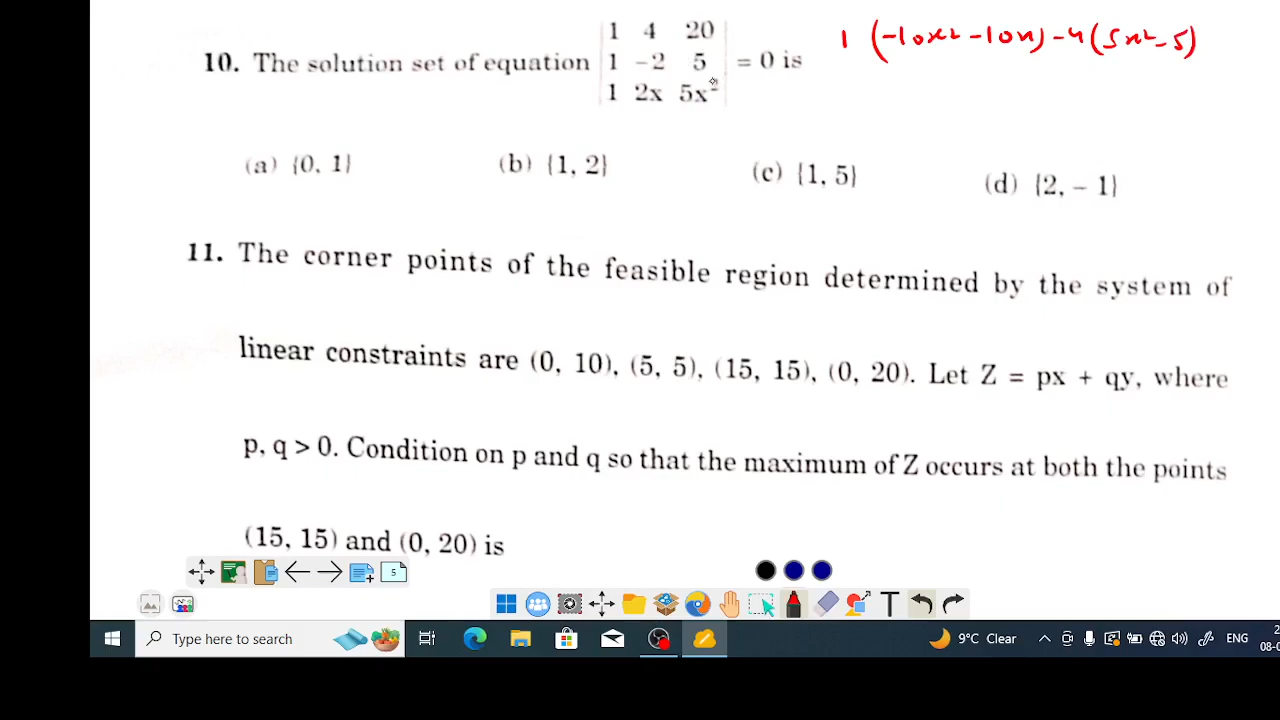 10. The solution set of equation | 1 4 20 |
| 1 -2 5 | = 0 is
| 1 2x 5x² |
1 (-10x² - 10x) - 4 (5x² - 5)
(a) {0, 1} (b) {1, 2} (c) {1, 5} (d) {2, – 1}
11. The corner points of the feasible region determined by the system of
linear constraints are (0, 10), (5, 5), (15, 15), (0, 20). Let Z = px + qy, where
p, q > 0. Condition on p and q so that the maximum of Z occurs at both the points
(15, 15) and (0, 20) is
5
T
Type here to search
9°C Clear
ENG
2
08-0